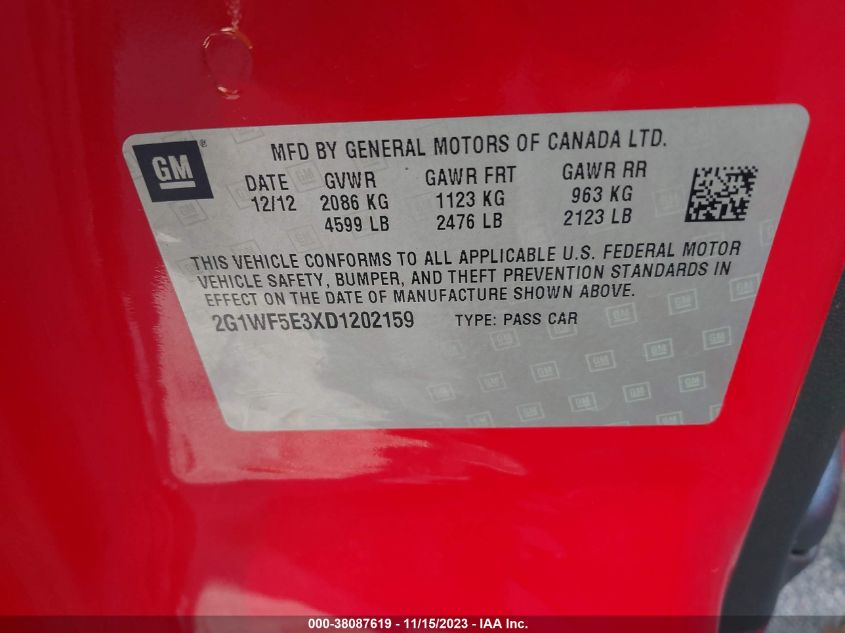 GM®
MFD BY GENERAL MOTORS OF CANADA LTD.
DATE GVWR GAWR FRT GAWR RR
12/12 2086 KG 1123 KG 963 KG
4599 LB 2476 LB 2123 LB
THIS VEHICLE CONFORMS TO ALL APPLICABLE U.S. FEDERAL MOTOR
VEHICLE SAFETY, BUMPER, AND THEFT PREVENTION STANDARDS IN
EFFECT ON THE DATE OF MANUFACTURE SHOWN ABOVE.
2G1WF5E3XD1202159 TYPE: PASS CAR
000-38087619 - 11/15/2023 - IAA Inc.